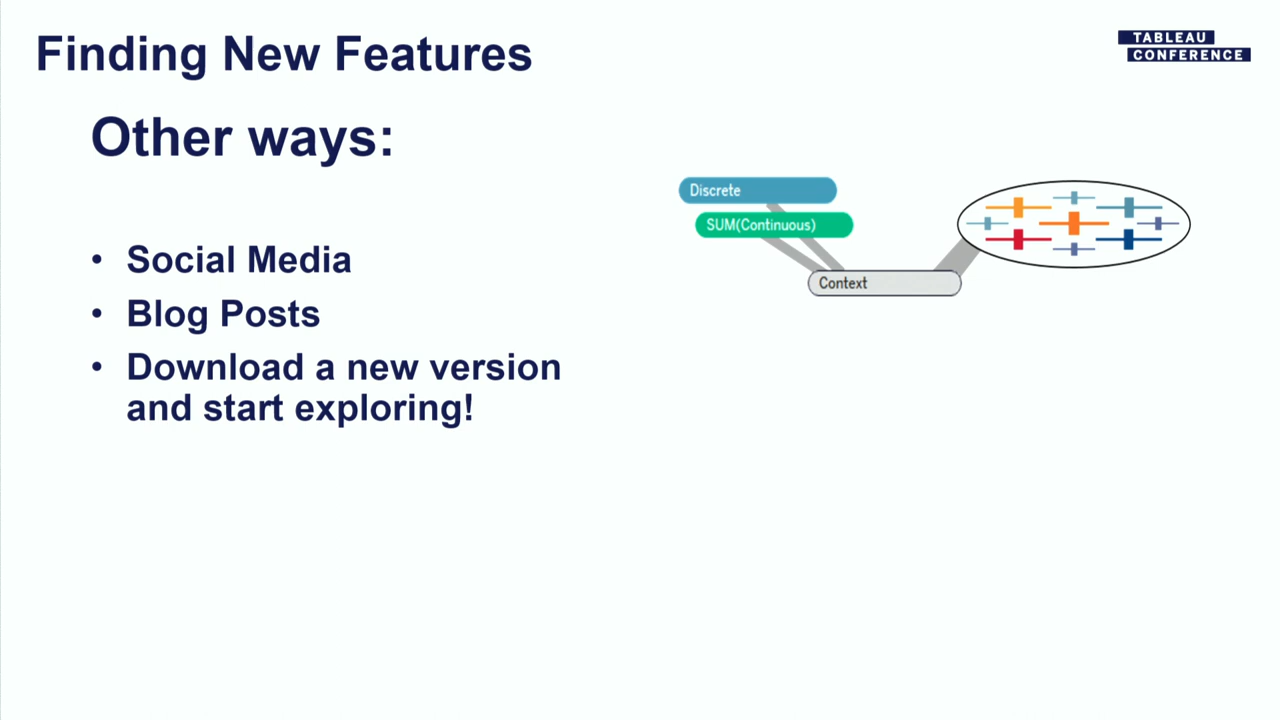 Finding New Features
TABLEAU
CONFERENCE
Other ways:
Discrete
SUM(Continuous)
Context
• Social Media
• Blog Posts
• Download a new version
and start exploring!